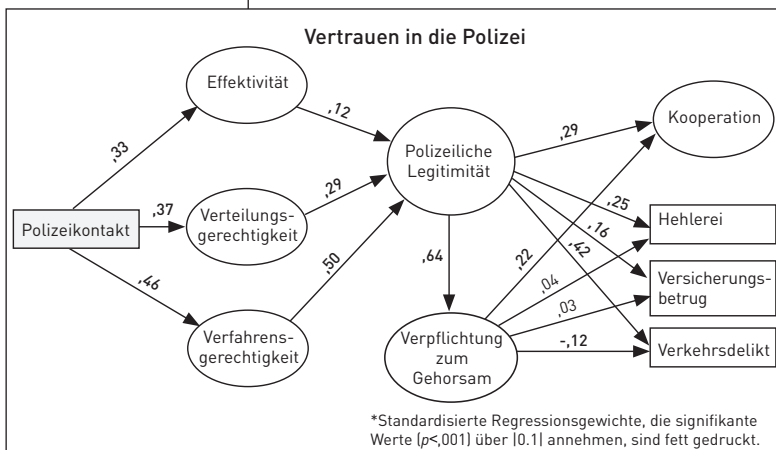 Vertrauen in die Polizei
Effektivität
,12
,33
Polizeikontakt
,37
Verteilungs-
gerechtigkeit
,29
,46
Verfahrens-
gerechtigkeit
,50
Polizeiliche
Legitimität
,64
Verpflichtung
zum
Gehorsam
,29
Kooperation
,25
Hehlerei
,16
,42
,22
,04
Versicherungs-
betrug
,03
-,12
Verkehrsdelikt
*Standardisierte Regressionsgewichte, die signifikante
Werte (p<,001) über |0.1| annehmen, sind fett gedruckt.